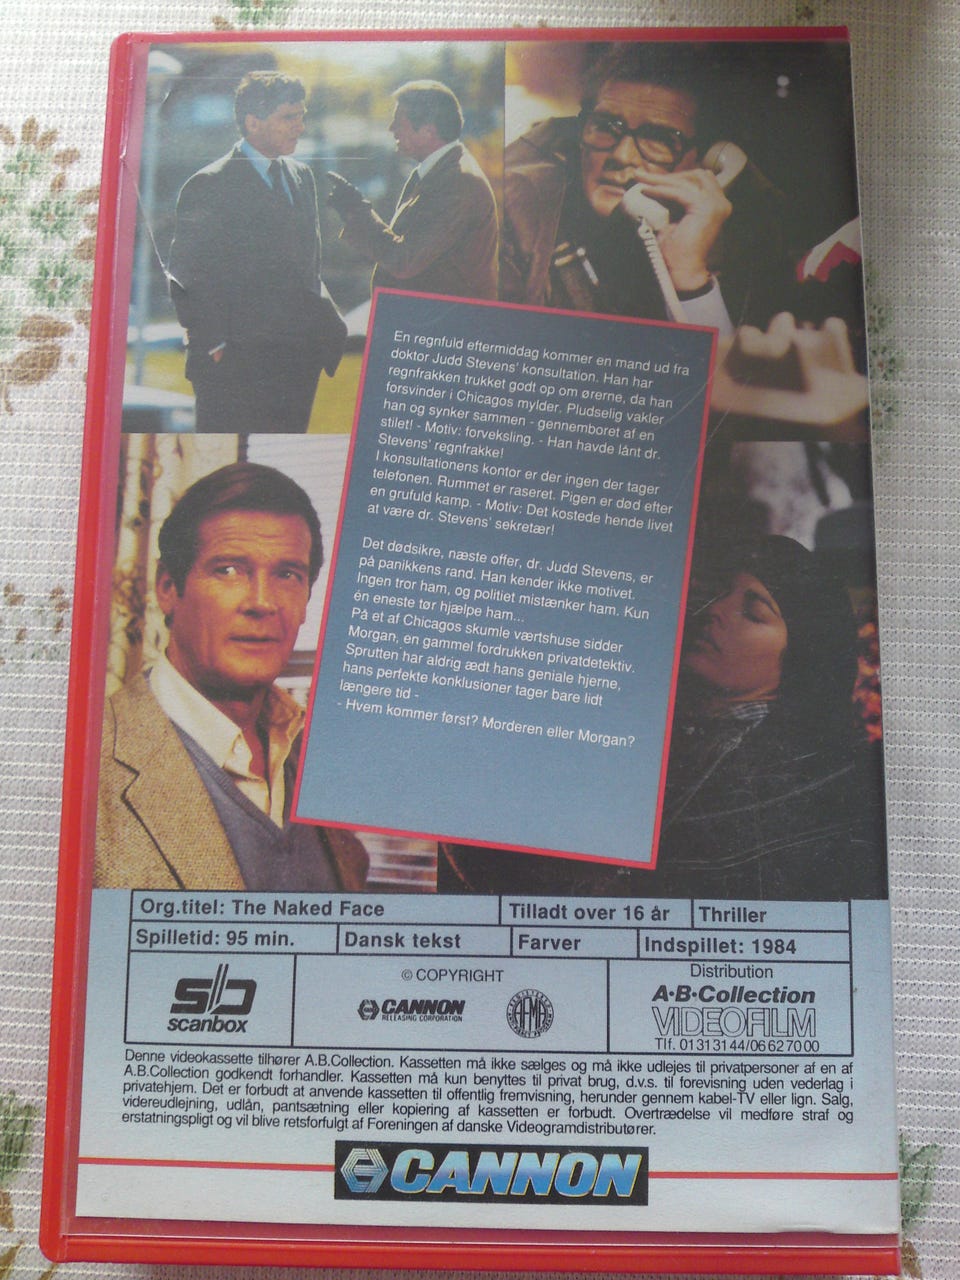 En regnfuld eftermiddag kommer en mand ud fra
doktor Judd Stevens' konsultation. Han har
regnfrakken trukket godt op om ørerne, da han
forsvinder i Chicagos mylder. Pludselig vakler
han og synker sammen - gennemboret af en
stilet! - Motiv: forveksling. - Han havde lånt dr.
Stevens' regnfrakke!
I konsultationens kontor er der ingen der tager
telefonen. Rummet er raseret. Pigen er død efter
en grufuld kamp. - Motiv: Det kostede hende livet
at være dr. Stevens' sekretær!
Det dødsikre, næste offer, dr. Judd Stevens, er
på panikkens rand. Han kender ikke motivet.
Ingen tror ham, og politiet mistænker ham. Kun
én eneste tør hjælpe ham...
På et af Chicagos skumle værtshuse sidder
Morgan, en gammel fordrukken privatdetektiv.
Sprutten har aldrig ædt hans geniale hjerne,
hans perfekte konklusioner tager bare lidt
længere tid -
- Hvem kommer først? Morderen eller Morgan?
Org.titel: The Naked Face
Tilladt over 16 år
Thriller
Spilletid: 95 min.
Dansk tekst
Farver
Indspillet: 1984
sb
scanbox
© COPYRIGHT
CANNON
RELEASING CORPORATION
AFMA
Distribution
A·B·Collection
VIDEOFILM
Tlf. 01 31 31 44/06 62 70 00
Denne videokassette tilhører A.B.Collection. Kassetten må ikke sælges og må ikke udlejes til privatpersoner af en af
A.B.Collection godkendt forhandler. Kassetten må kun benyttes til privat brug, d.v.s. til forevisning uden vederlag i
privathjem. Det er forbudt at anvende kassetten til offentlig fremvisning, herunder gennem kabel-TV eller lign. Salg,
videreudlejning, udlån, pantsætning eller kopiering af kassetten er forbudt. Overtrædelse vil medføre straf og
erstatningspligt og vil blive retsforfulgt af Foreningen af danske Videogramdistributører.
CANNON